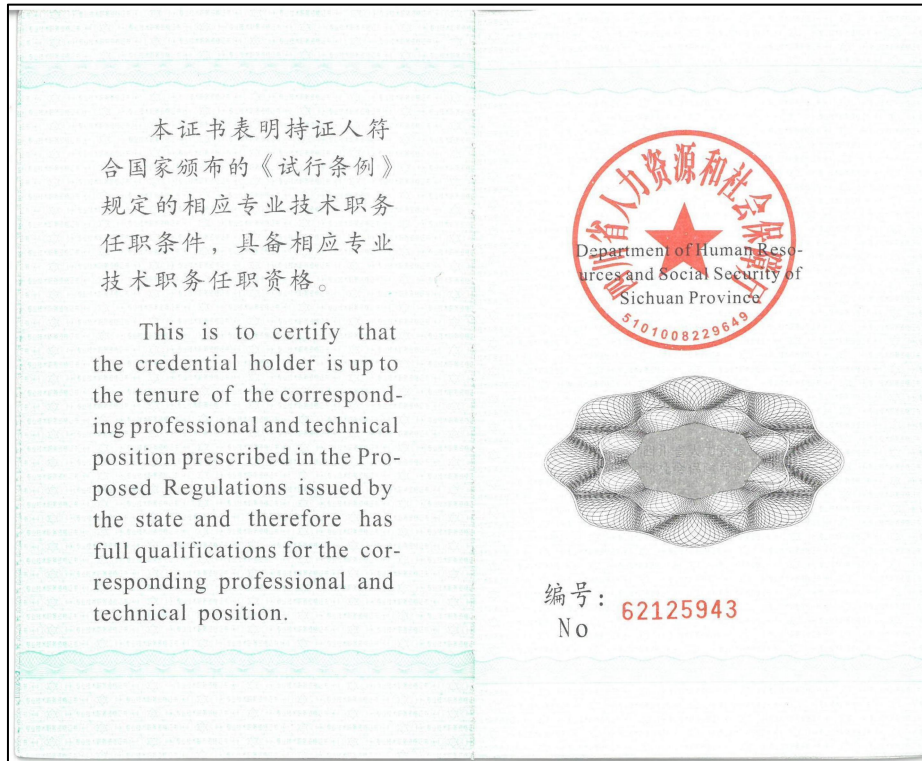 本证书表明持证人符
合国家颁布的《试行条例》
规定的相应专业技术职务
任职条件，具备相应专业
技术职务任职资格。
This is to certify that
the credential holder is up to
the tenure of the correspond-
ing professional and technical
position prescribed in the Pro-
posed Regulations issued by
the state and therefore has
full qualifications for the cor-
responding professional and
technical position.
四川省人力资源和社会保障厅
Department of Human Reso-
urces and Social Security of
Sichuan Province
5101008229649
编号：
62125943
No